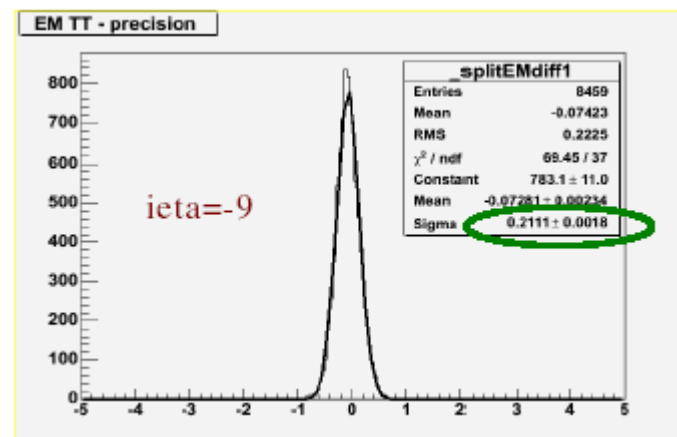 EM TT - precision
_splitEMdiff1
Entries 8459
Mean -0.07423
RMS 0.2225
χ² / ndf 69.45 / 37
Constant 783.1 ± 11.0
Mean -0.07281 ± 0.00234
Sigma 0.2111 ± 0.0018
ieta=-9
800
700
600
500
400
300
200
100
0
-5 -4 -3 -2 -1 0 1 2 3 4 5